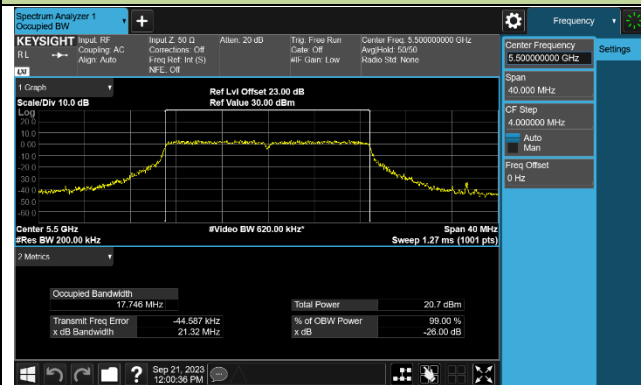 Spectrum Analyzer 1
Occupied BW
+
Frequency
KEYSIGHT
RL
LXI
Input: RF
Coupling: AC
Align: Auto
Input Z: 50 Ω
Corrections: Off
Freq Ref: Int (S)
NFE: Off
Atten: 20 dB
Trig: Free Run
Gate: Off
#IF Gain: Low
Center Freq: 5.500000000 GHz
Avg|Hold: 50/50
Radio Std: None
Center Frequency
5.500000000 GHz
Settings
Span
40.000 MHz
CF Step
4.000000 MHz
Auto
Man
Freq Offset
0 Hz
1 Graph
Scale/Div 10.0 dB
Ref Lvl Offset 23.00 dB
Ref Value 30.00 dBm
Log
20.0
10.0
0.00
-10.0
-20.0
-30.0
-40.0
-50.0
-60.0
Center 5.5 GHz
#Res BW 200.00 kHz
#Video BW 620.00 kHz*
Span 40 MHz
Sweep 1.27 ms (1001 pts)
2 Metrics
Occupied Bandwidth
17.746 MHz
Total Power 20.7 dBm
Transmit Freq Error -44.587 kHz
% of OBW Power 99.00 %
x dB Bandwidth 21.32 MHz
x dB -26.00 dB
?
Sep 21, 2023
12:00:36 PM